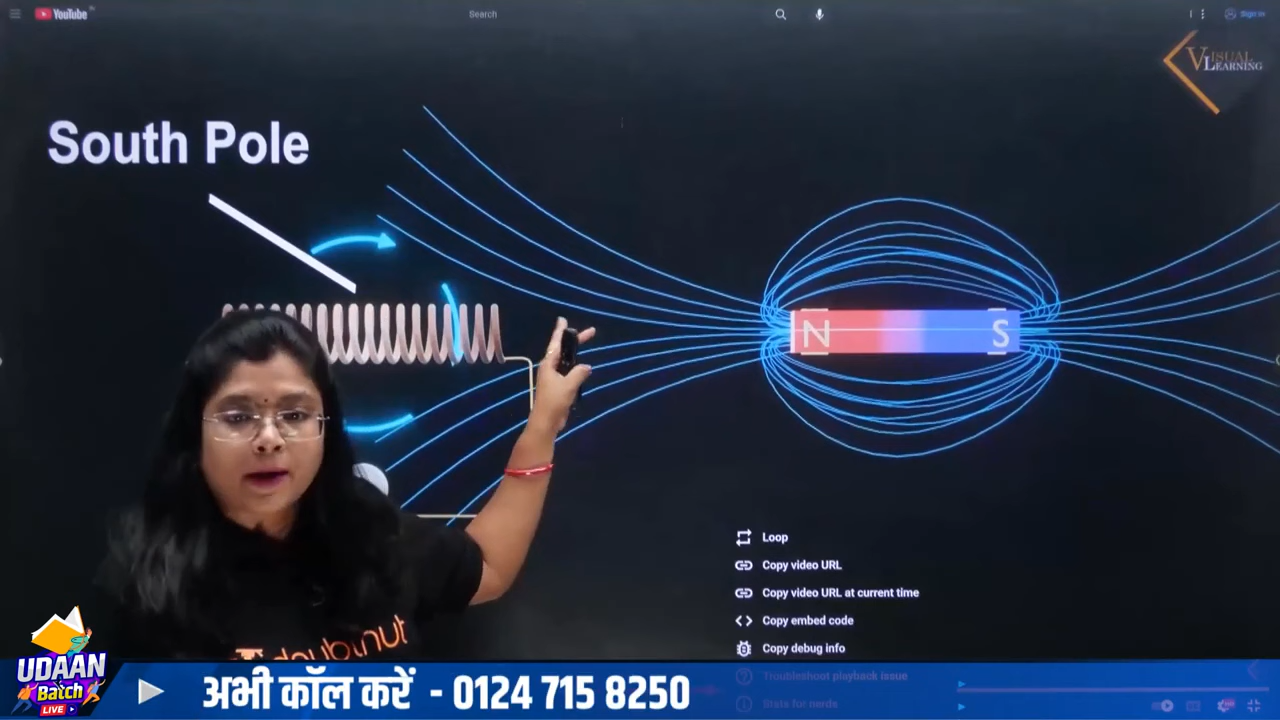 YouTube
Search
Sign in
VISUAL
LEARNING
South Pole
N
S
Loop
Copy video URL
Copy video URL at current time
Copy embed code
Copy debug info
Troubleshoot playback issue
Stats for nerds
doubtnut
UDAAN
Batch
LIVE
अभी कॉल करें - 0124 715 8250